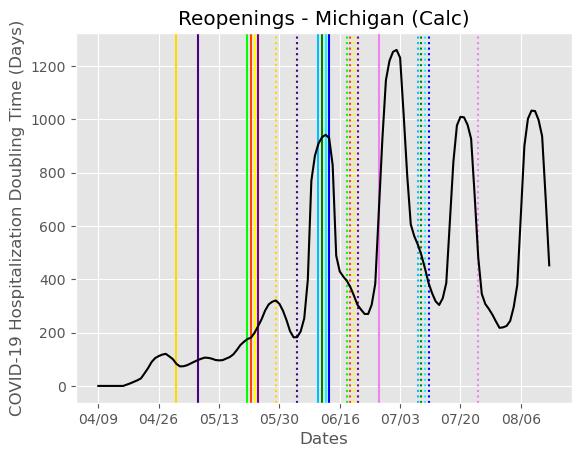 Reopenings - Michigan (Calc)
COVID-19 Hospitalization Doubling Time (Days)
1200
1000
800
600
400
200
0
04/09 04/26 05/13 05/30 06/16 07/03 07/20 08/06
Dates